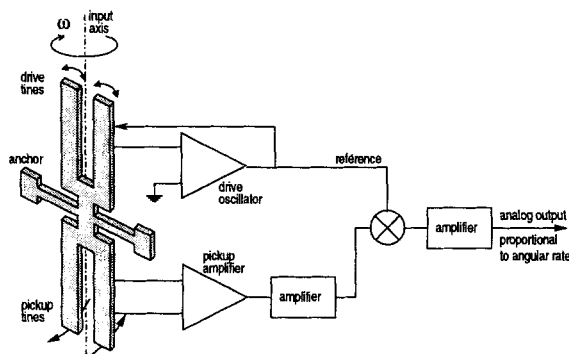 ω
input
axis
drive
tines
anchor
drive
oscillator
référence
pickup
amplifier
amplifier
amplifier
analog output
proportional
to angular rate
pickup
tines